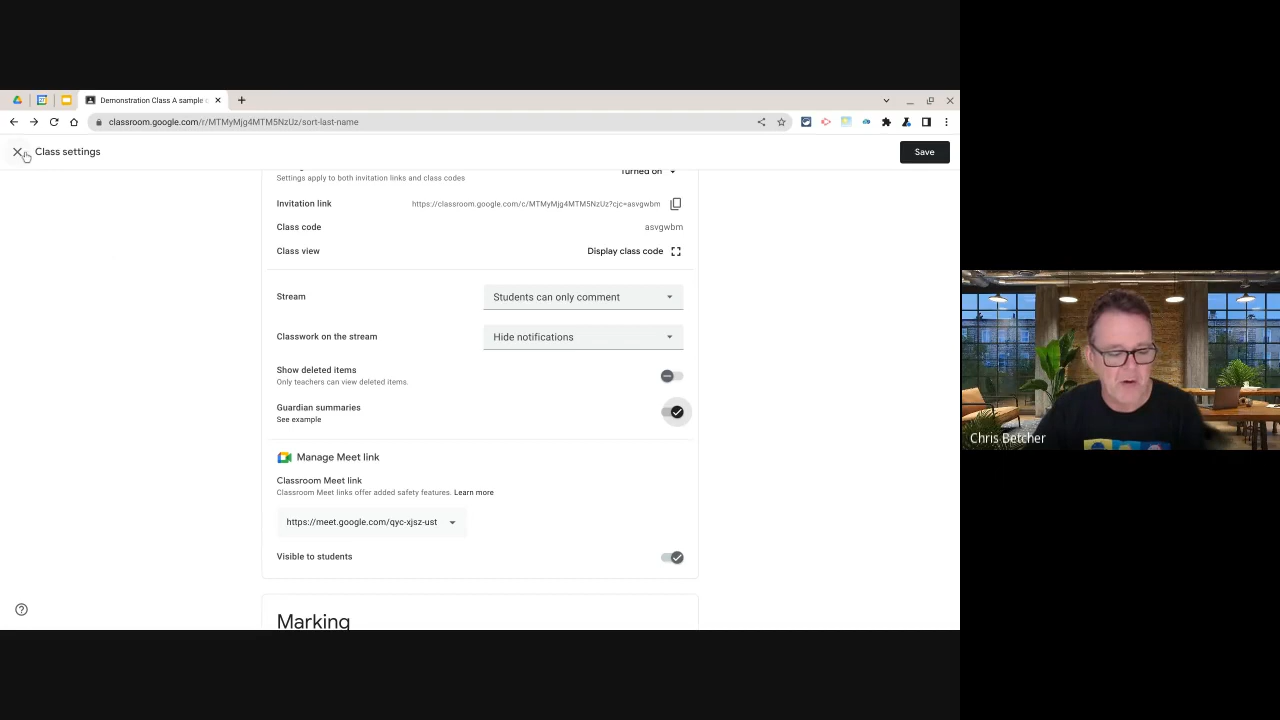 Demonstration Class A sample c
classroom.google.com/r/MTMyMjg4MTM5NzUz/sort-last-name
Class settings
Save
Turned on
Settings apply to both invitation links and class codes
Invitation link
https://classroom.google.com/c/MTMyMjg4MTM5NzUz?cjc=asvgwbm
Class code
asvgwbm
Class view
Display class code
Stream
Students can only comment
Classwork on the stream
Hide notifications
Show deleted items
Only teachers can view deleted items.
Guardian summaries
See example
Manage Meet link
Classroom Meet link
Classroom Meet links offer added safety features. Learn more
https://meet.google.com/qyc-xjsz-ust
Visible to students
Marking
Chris Betcher